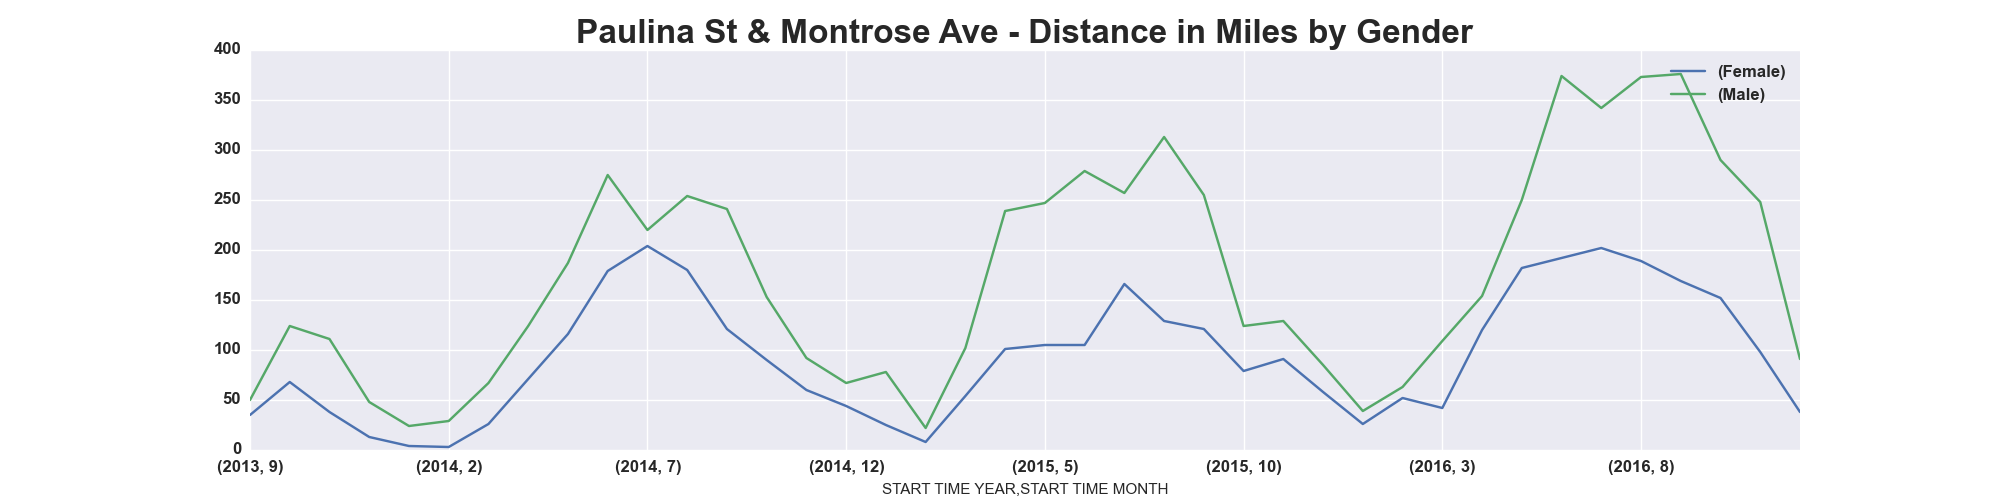 Paulina St & Montrose Ave - Distance in Miles by Gender
400
350
300
250
200
150
100
50
0
(Female)
(Male)
(2013, 9) (2014, 2) (2014, 7) (2014, 12) (2015, 5) (2015, 10) (2016, 3) (2016, 8)
START TIME YEAR,START TIME MONTH